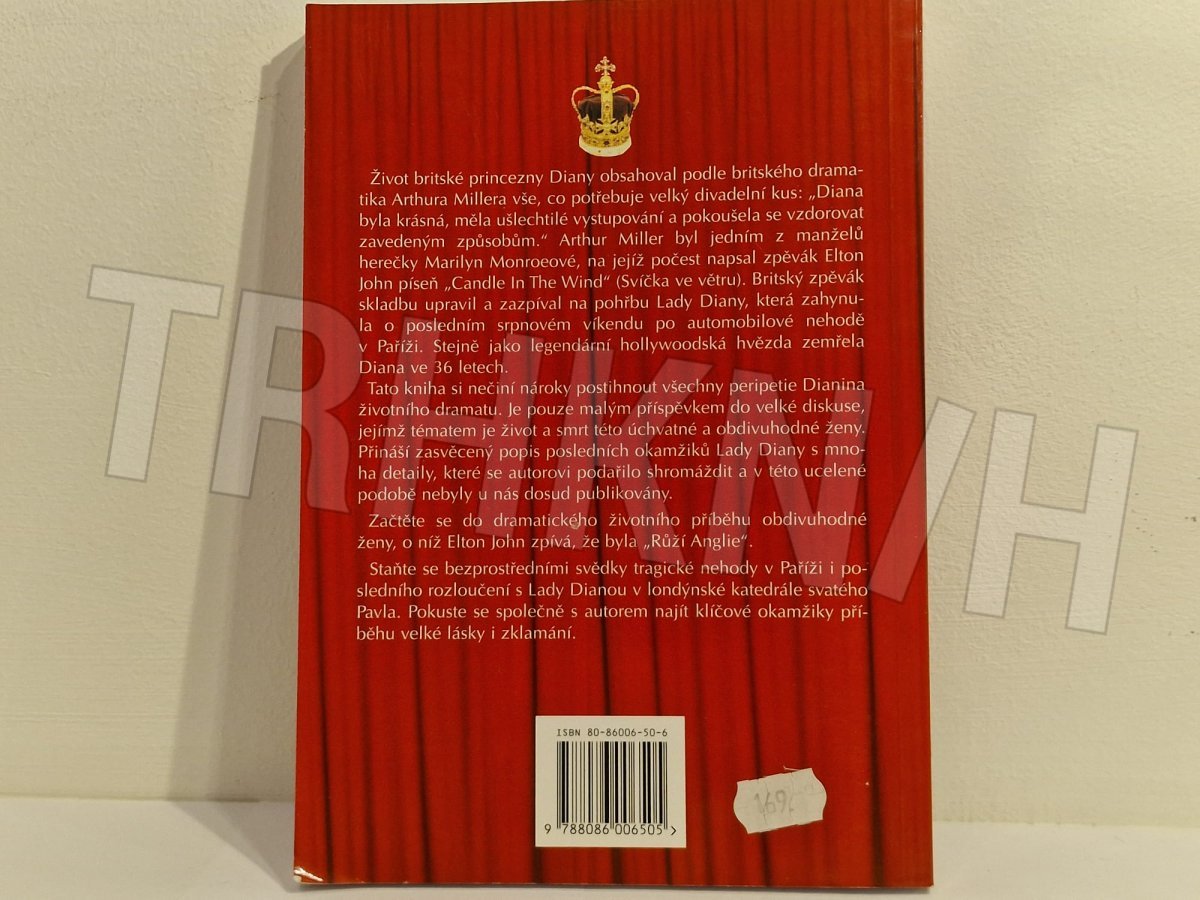 Život britské princezny Diany obsahoval podle britského drama-
tika Arthura Millera vše, co potřebuje velký divadelní kus: „Diana
byla krásná, měla ušlechtilé vystupování a pokoušela se vzdorovat
zavedeným způsobům.“ Arthur Miller byl jedním z manželů
herečky Marilyn Monroeové, na jejíž počest napsal zpěvák Elton
John píseň „Candle In The Wind“ (Svíčka ve větru). Britský zpěvák
skladbu upravil a zazpíval na pohřbu Lady Diany, která zahynu-
la o posledním srpnovém víkendu po automobilové nehodě
v Paříži. Stejně jako legendární hollywoodská hvězda zemřela
Diana ve 36 letech.
Tato kniha si nečiní nároky postihnout všechny peripetie Dianina
životního dramatu. Je pouze malým příspěvkem do velké diskuse,
jejímž tématem je život a smrt této úchvatné a obdivuhodné ženy.
Přináší zasvěcený popis posledních okamžiků Lady Diany s mno-
ha detaily, které se autorovi podařilo shromáždit a v této ucelené
podobě nebyly u nás dosud publikovány.
Začtěte se do dramatického životního příběhu obdivuhodné
ženy, o níž Elton John zpívá, že byla „Růží Anglie“.
Staňte se bezprostředními svědky tragické nehody v Paříži i po-
sledního rozloučení s Lady Dianou v londýnské katedrále svatého
Pavla. Pokuste se společně s autorem najít klíčové okamžiky pří-
běhu velké lásky i zklamání.
TRHKNIH
ISBN 80-86006-50-6
9 788086 006505 >
169,